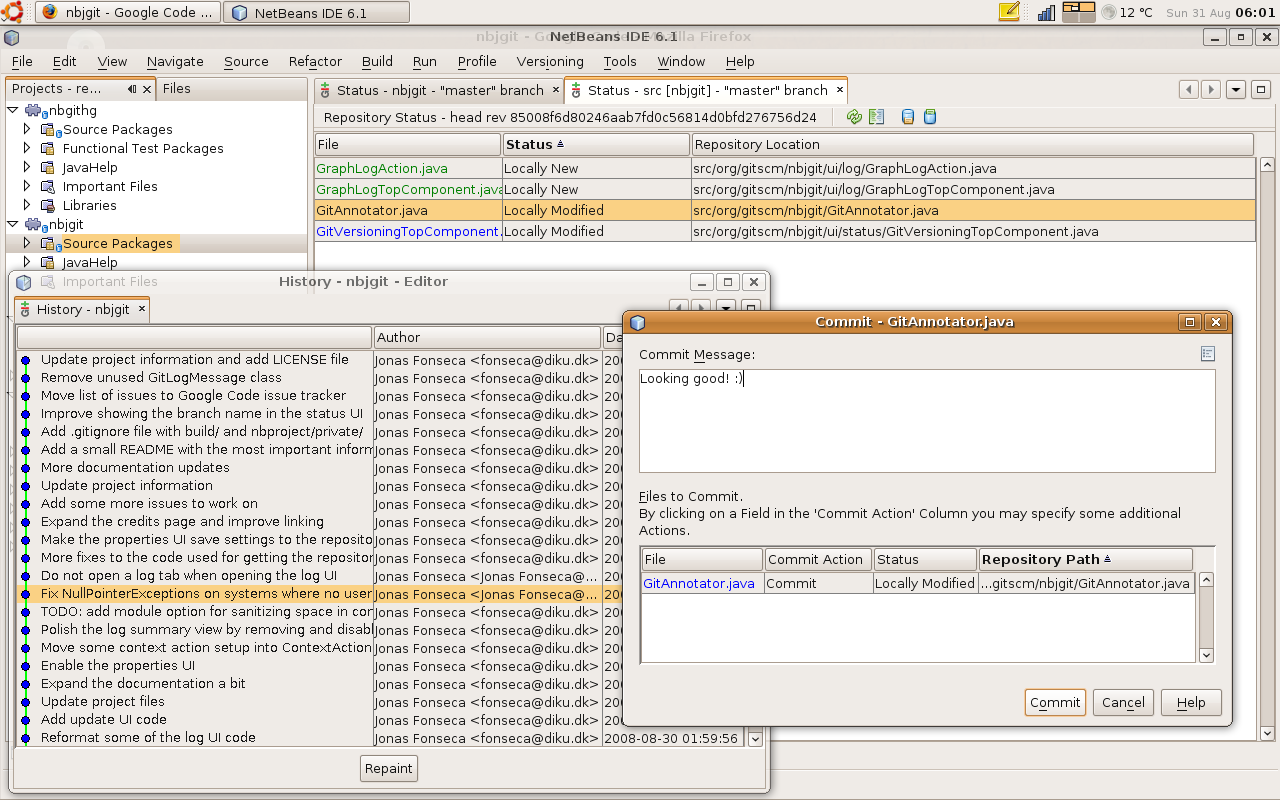 nbjgit - Google Code ...
NetBeans IDE 6.1
12 °C
Sun 31 Aug 06:01
NetBeans IDE 6.1
File Edit View Navigate Source Refactor Build Run Profile Versioning Tools Window Help
Projects - re...
Files
nbgithg
Source Packages
Functional Test Packages
JavaHelp
Important Files
Libraries
nbjgit
Source Packages
JavaHelp
Important Files
Status - nbjgit - "master" branch
Status - src [nbjgit] - "master" branch
Repository Status - head rev 85008f6d80246aab7fd0c56814d0bfd276756d24
File Status Repository Location
GraphLogAction.java Locally New src/org/gitscm/nbjgit/ui/log/GraphLogAction.java
GraphLogTopComponent.java Locally New src/org/gitscm/nbjgit/ui/log/GraphLogTopComponent.java
GitAnnotator.java Locally Modified src/org/gitscm/nbjgit/GitAnnotator.java
GitVersioningTopComponent. Locally Modified src/org/gitscm/nbjgit/ui/status/GitVersioningTopComponent.java
History - nbjgit - Editor
History - nbjgit
Author Da
Update project information and add LICENSE file Jonas Fonseca <fonseca@diku.dk> 200
Remove unused GitLogMessage class Jonas Fonseca <fonseca@diku.dk> 200
Move list of issues to Google Code issue tracker Jonas Fonseca <fonseca@diku.dk> 200
Improve showing the branch name in the status UI Jonas Fonseca <fonseca@diku.dk> 200
Add .gitignore file with build/ and nbproject/private/ Jonas Fonseca <fonseca@diku.dk> 200
Add a small README with the most important inform Jonas Fonseca <fonseca@diku.dk> 200
More documentation updates Jonas Fonseca <fonseca@diku.dk> 200
Update project information Jonas Fonseca <fonseca@diku.dk> 200
Add some more issues to work on Jonas Fonseca <fonseca@diku.dk> 200
Expand the credits page and improve linking Jonas Fonseca <fonseca@diku.dk> 200
Make the properties UI save settings to the reposito Jonas Fonseca <fonseca@diku.dk> 200
More fixes to the code used for getting the repositor Jonas Fonseca <fonseca@diku.dk> 200
Do not open a log tab when opening the log UI Jonas Fonseca <Jonas Fonseca@... 200
Fix NullPointerExceptions on systems where no user Jonas Fonseca <Jonas Fonseca@... 200
TODO: add module option for sanitizing space in cor Jonas Fonseca <fonseca@diku.dk> 200
Polish the log summary view by removing and disabl Jonas Fonseca <fonseca@diku.dk> 200
Move some context action setup into ContextAction Jonas Fonseca <fonseca@diku.dk> 200
Enable the properties UI Jonas Fonseca <fonseca@diku.dk> 200
Expand the documentation a bit Jonas Fonseca <fonseca@diku.dk> 200
Update project files Jonas Fonseca <fonseca@diku.dk> 200
Add update UI code Jonas Fonseca <fonseca@diku.dk> 200
Reformat some of the log UI code Jonas Fonseca <fonseca@diku.dk> 2008-08-30 01:59:56
Repaint
Commit - GitAnnotator.java
Commit Message:
Looking good! :)
Files to Commit.
By clicking on a Field in the 'Commit Action' Column you may specify some additional
Actions.
File Commit Action Status Repository Path
GitAnnotator.java Commit Locally Modified ...gitscm/nbjgit/GitAnnotator.java
Commit Cancel Help